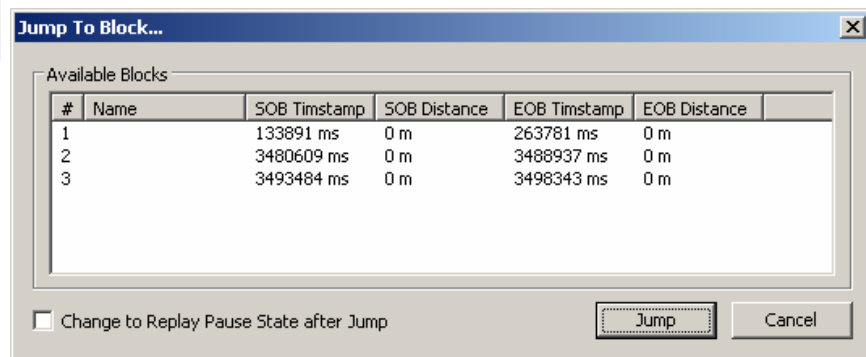 Jump To Block...
Available Blocks
# Name SOB Timstamp SOB Distance EOB Timstamp EOB Distance
1 133891 ms 0 m 263781 ms 0 m
2 3480609 ms 0 m 3488937 ms 0 m
3 3493484 ms 0 m 3498343 ms 0 m
Change to Replay Pause State after Jump Jump Cancel